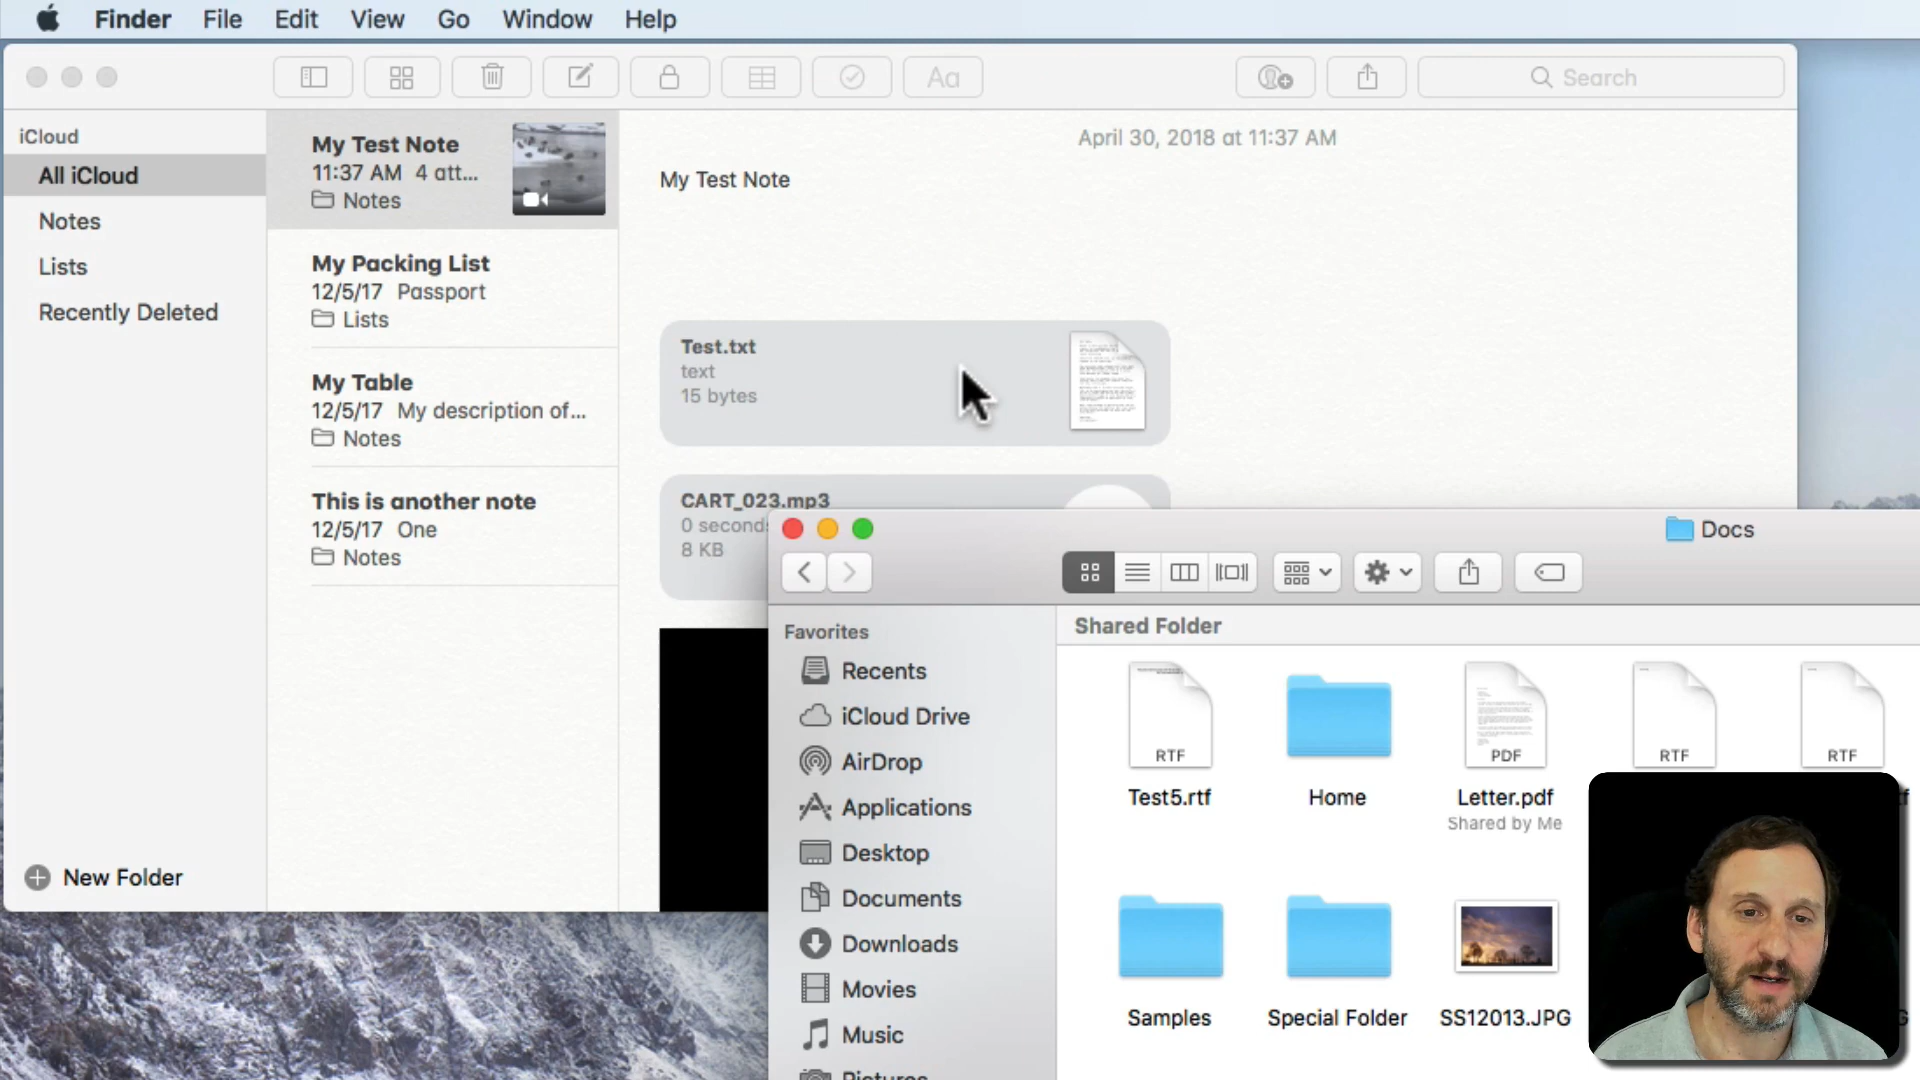 Finder File Edit View Go Window Help
Aa
Search
iCloud
All iCloud
Notes
Lists
Recently Deleted
New Folder
My Test Note
11:37 AM 4 att...
Notes
My Packing List
12/5/17 Passport
Lists
My Table
12/5/17 My description of...
Notes
This is another note
12/5/17 One
Notes
April 30, 2018 at 11:37 AM
My Test Note
Test.txt
text
15 bytes
CART_023.mp3
0 seconds
8 KB
Docs
Favorites
Recents
iCloud Drive
AirDrop
Applications
Desktop
Documents
Downloads
Movies
Music
Pictures
Shared Folder
RTF
PDF
RTF
RTF
Test5.rtf
Home
Letter.pdf
Shared by Me
Samples
Special Folder
SS12013.JPG